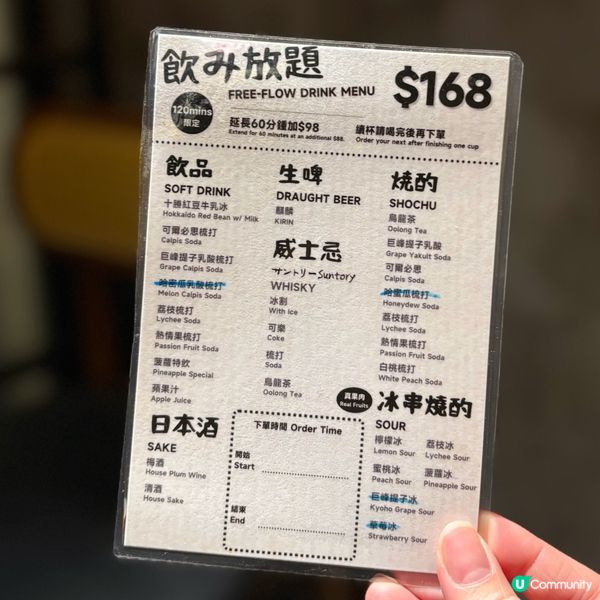 飲み放題
FREE-FLOW DRINK MENU
$168
120mins
限定
延長60分鍾加$98
Extend for 60 minutes at an additional $88.
續杯請喝完後再下單
Order your next after finishing one cup
飲品
SOFT DRINK
十勝紅豆牛乳冰
Hokkaido Red Bean w/ Milk
可爾必思梳打
Calpis Soda
巨峰提子乳酸梳打
Grape Calpis Soda
哈密瓜乳酸梳打
Melon Calpis Soda
荔枝梳打
Lychee Soda
熱情果梳打
Passion Fruit Soda
菠蘿特飲
Pineapple Special
蘋果汁
Apple Juice
日本酒
SAKE
梅酒
House Plum Wine
清酒
House Sake
生啤
DRAUGHT BEER
麒麟
KIRIN
威士忌
サントリーSuntory
WHISKY
冰割
With Ice
可樂
Coke
梳打
Soda
烏龍茶
Oolong Tea
下單時間 Order Time
開始
Start
結束
End
燒酌
SHOCHU
烏龍茶
Oolong Tea
巨峰提子乳酸
Grape Yakult Soda
可爾必思
Calpis Soda
哈蜜瓜梳打
Honeydew Soda
荔枝梳打
Lychee Soda
熱情果梳打
Passion Fruit Soda
白桃梳打
White Peach Soda
真果肉
Real Fruits
冰串燒酌
SOUR
檸檬冰
Lemon Sour
荔枝冰
Lychee Sour
蜜桃冰
Peach Sour
菠蘿冰
Pineapple Sour
巨峰提子冰
Kyoho Grape Sour
草莓冰
Strawberry Sour
U Community